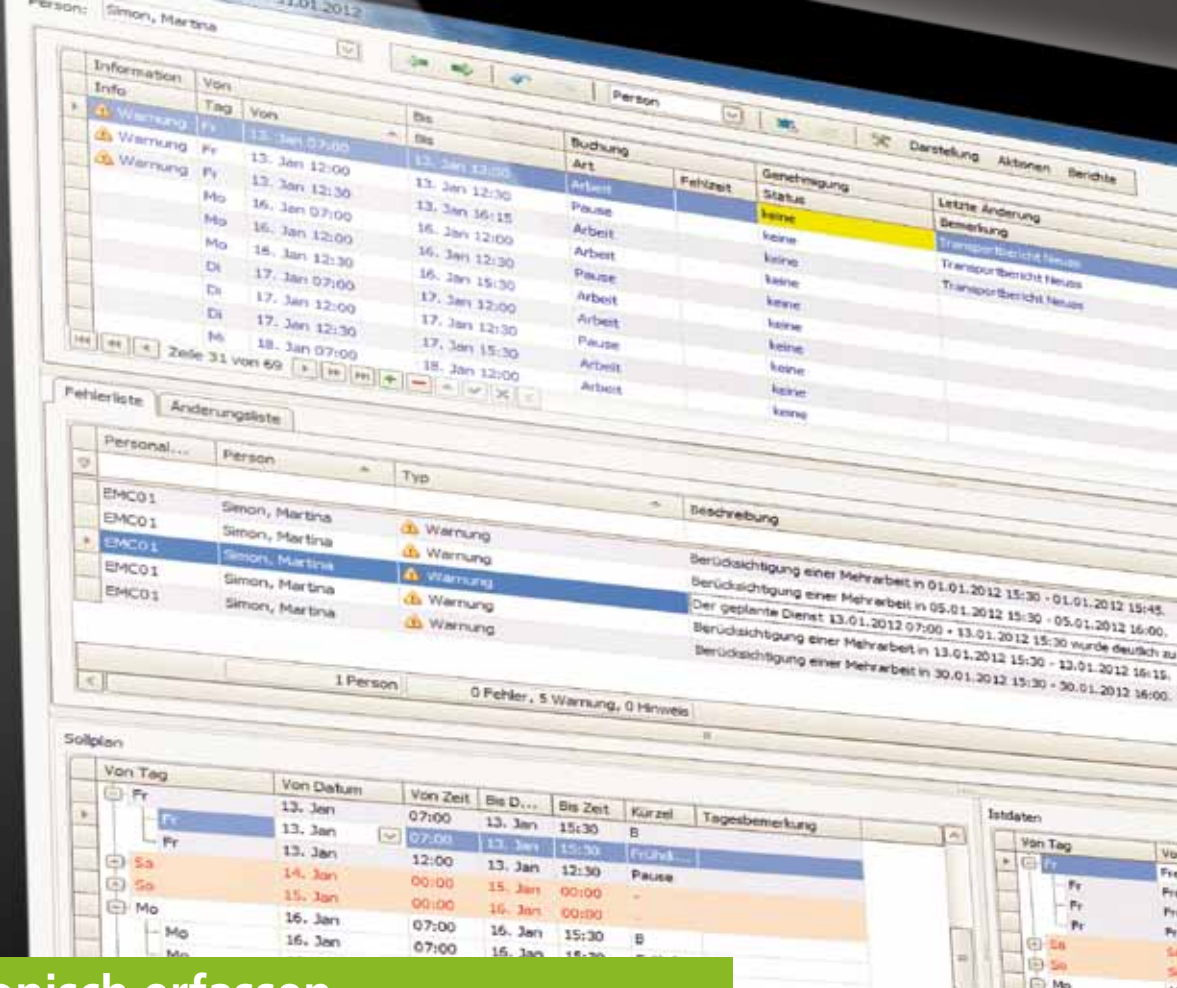 31.01.2012
Person: Simon, Martina
Person Darstellung Aktionen Berichte
Information Von Bis Buchung Genehmigung Letzte Änderung
Info Tag Von Bis Art Fehlzeit Status Bemerkung
Warnung Fr 13. Jan 07:00 13. Jan 12:00 Arbeit keine Transportbericht Neuss
Warnung Fr 13. Jan 12:00 13. Jan 12:30 Pause keine Transportbericht Neuss
Warnung Fr 13. Jan 12:30 13. Jan 16:15 Arbeit keine Transportbericht Neuss
Mo 16. Jan 07:00 16. Jan 12:00 Arbeit keine
Mo 16. Jan 12:00 16. Jan 12:30 Pause keine
Mo 16. Jan 12:30 16. Jan 15:30 Arbeit keine
Di 17. Jan 07:00 17. Jan 12:00 Arbeit keine
Di 17. Jan 12:00 17. Jan 12:30 Pause keine
Di 17. Jan 12:30 17. Jan 15:30 Arbeit keine
Mi 18. Jan 07:00 18. Jan 12:00 Arbeit keine
Zeile 31 von 69
Fehlerliste Änderungsliste
Personal... Person Typ Beschreibung
EMC01 Simon, Martina Warnung Berücksichtigung einer Mehrarbeit in 01.01.2012 15:30 - 01.01.2012 15:45.
EMC01 Simon, Martina Warnung Berücksichtigung einer Mehrarbeit in 05.01.2012 15:30 - 05.01.2012 16:00.
EMC01 Simon, Martina Warnung Der geplante Dienst 13.01.2012 07:00 - 13.01.2012 15:30 wurde deutlich zu
EMC01 Simon, Martina Warnung Berücksichtigung einer Mehrarbeit in 13.01.2012 15:30 - 13.01.2012 16:15.
EMC01 Simon, Martina Warnung Berücksichtigung einer Mehrarbeit in 30.01.2012 15:30 - 30.01.2012 16:00.
1 Person 0 Fehler, 5 Warnung, 0 Hinweis
Sollplan
Von Tag Von Datum Von Zeit Bis D... Bis Zeit Kürzel Tagesbemerkung
Fr 13. Jan 07:00 13. Jan 15:30 B
Fr 13. Jan 07:00 13. Jan 15:30 Frühdi...
Fr 13. Jan 12:00 13. Jan 12:30 Pause
Sa 14. Jan 00:00 15. Jan 00:00 -
So 15. Jan 00:00 16. Jan 00:00 -
Mo 16. Jan 07:00 16. Jan 15:30 B
Mo 16. Jan 07:00 16. Jan 15:30
Mo
Istdaten
Von Tag
Fr
Fr
Fr
Fr
Sa
So
Mo
onisch erfassen